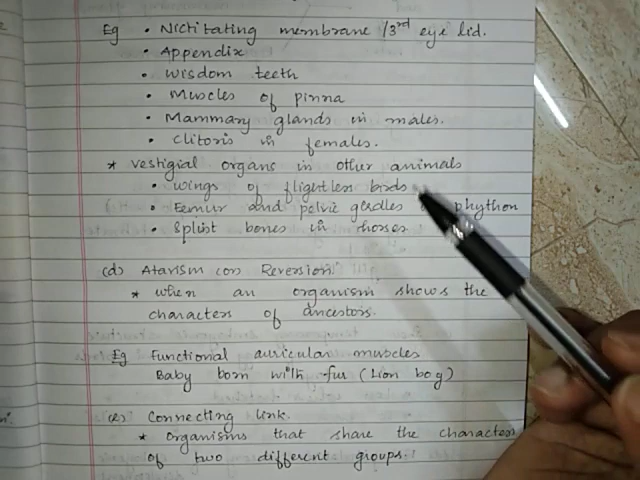 Eg • Nictitating membrane / 3rd eye lid.
• Appendix
• wisdom teeth
• Muscles of pinna
• Mammary glands in males.
• clitoris in females.
* vestigial organs in other animals
• wings of flightless birds
• Femur and pelvic girdles phython
• Splint bones in horses
(d) Atavism (or) Reversion
* when an organism shows the
characters of ancestors.
Eg Functional auricular muscles
Baby born with fur (Lion boy)
(e) Connecting link.
* organisms that share the characters
of two different groups.